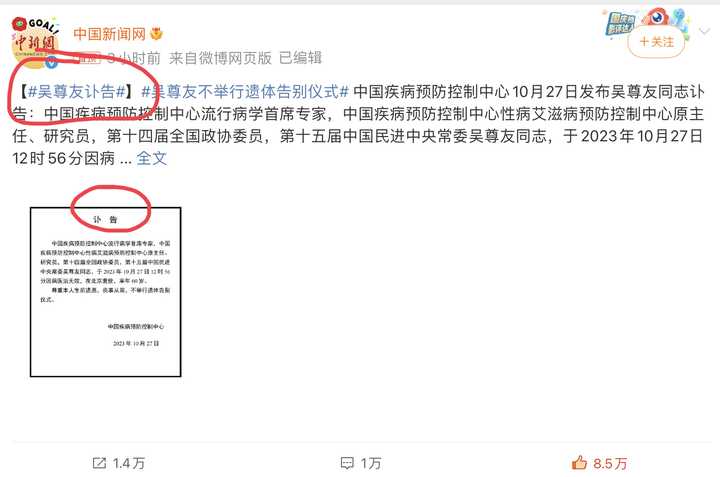 GOAL!
中新網
中国新闻网
3小时前 来自微博网页版 已编辑
国庆旅
影评达人
+关注
【#吴尊友讣告#】#吴尊友不举行遗体告别仪式# 中国疾病预防控制中心10月27日发布吴尊友同志讣
告：中国疾病预防控制中心流行病学首席专家，中国疾病预防控制中心性病艾滋病预防控制中心原主
任、研究员，第十四届全国政协委员，第十五届中国民进中央常委吴尊友同志，于2023年10月27日
12时56分因病 ... 全文
讣 告
中国疾病预防控制中心流行病学首席专家、中国
疾病预防控制中心性病艾滋病预防控制中心原主任、
研究员，第十四届全国政协委员，第十五届中国民进
中央常委吴尊友同志，于2023年10月27日12时56
分因病医治无效，在北京逝世，享年60岁。
尊重本人生前遗愿，丧事从简，不举行遗体告别
仪式。
中国疾病预防控制中心
2023年10月27日
1.4万
1万
8.5万